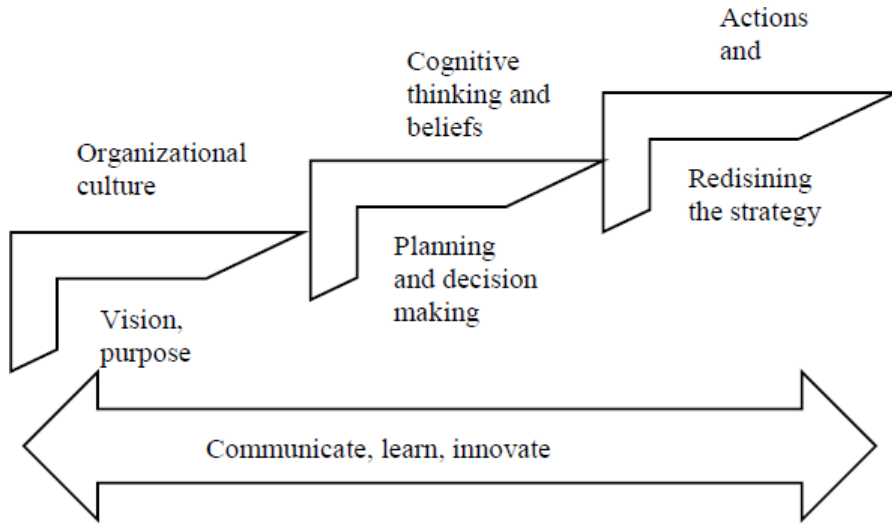 Organizational
culture
Vision,
purpose
Cognitive
thinking and
beliefs
Planning
and decision
making
Actions
and
Redisining
the strategy
Communicate, learn, innovate